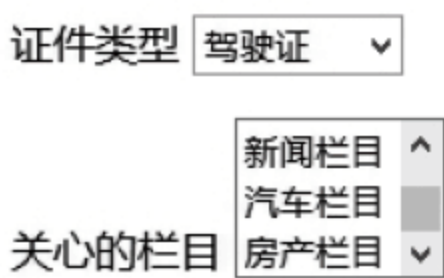 证件类型 驾驶证
新闻栏目
汽车栏目
关心的栏目 房产栏目